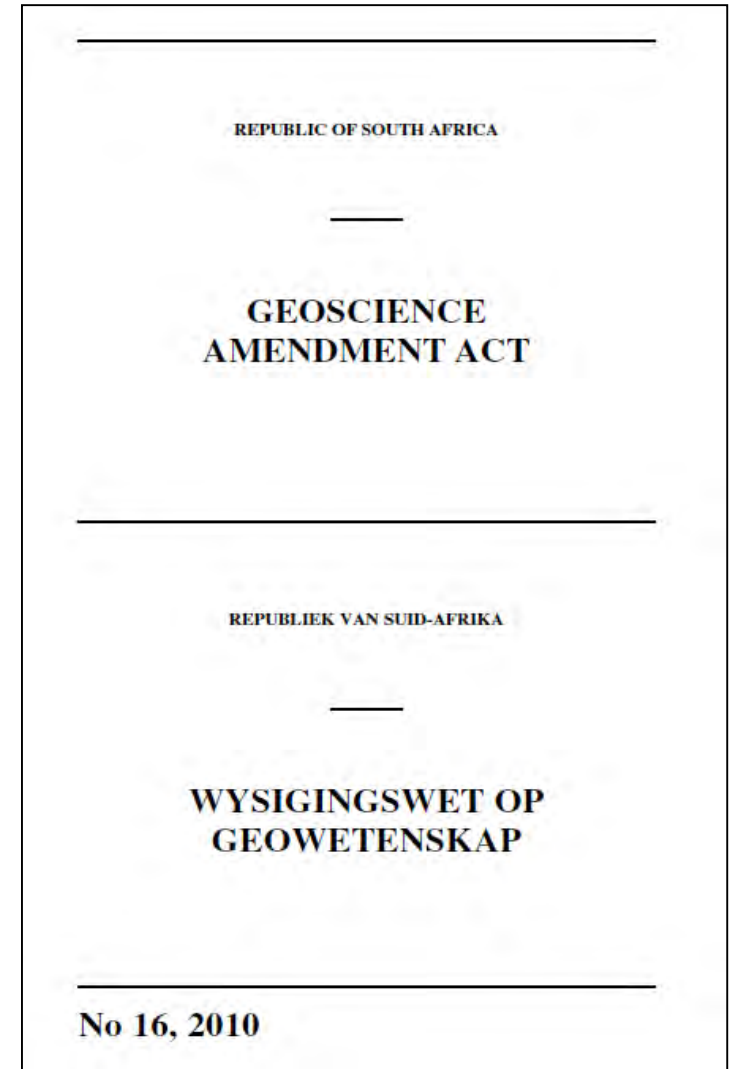 REPUBLIC OF SOUTH AFRICA
GEOSCIENCE
AMENDMENT ACT
REPUBLIEK VAN SUID-AFRIKA
WYSIGINGSWET OP
GEOWETENSKAP
No 16, 2010